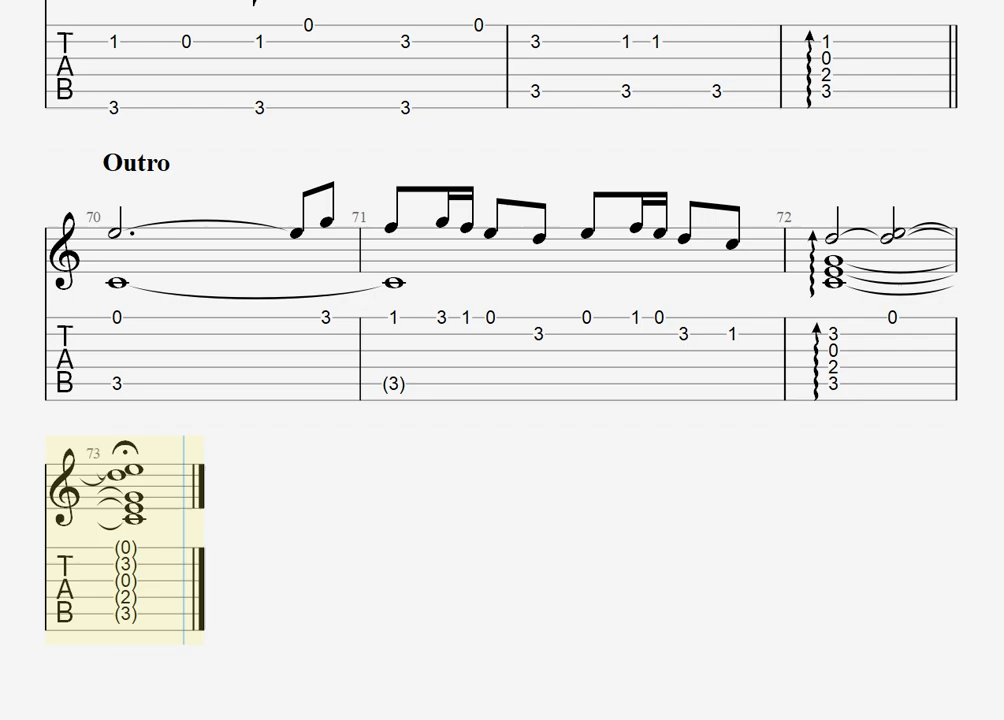 0 0
T 1 0 1 3 3 1 1 1
A 0
2
B 3 3 3 3
3 3 3
Outro
70 71 72
0 3 1 3 1 0 0 1 0 0
T 3 3 1 3
0
A 2
B 3 (3) 3
73
(0)
T (3)
(0)
A (2)
B (3)